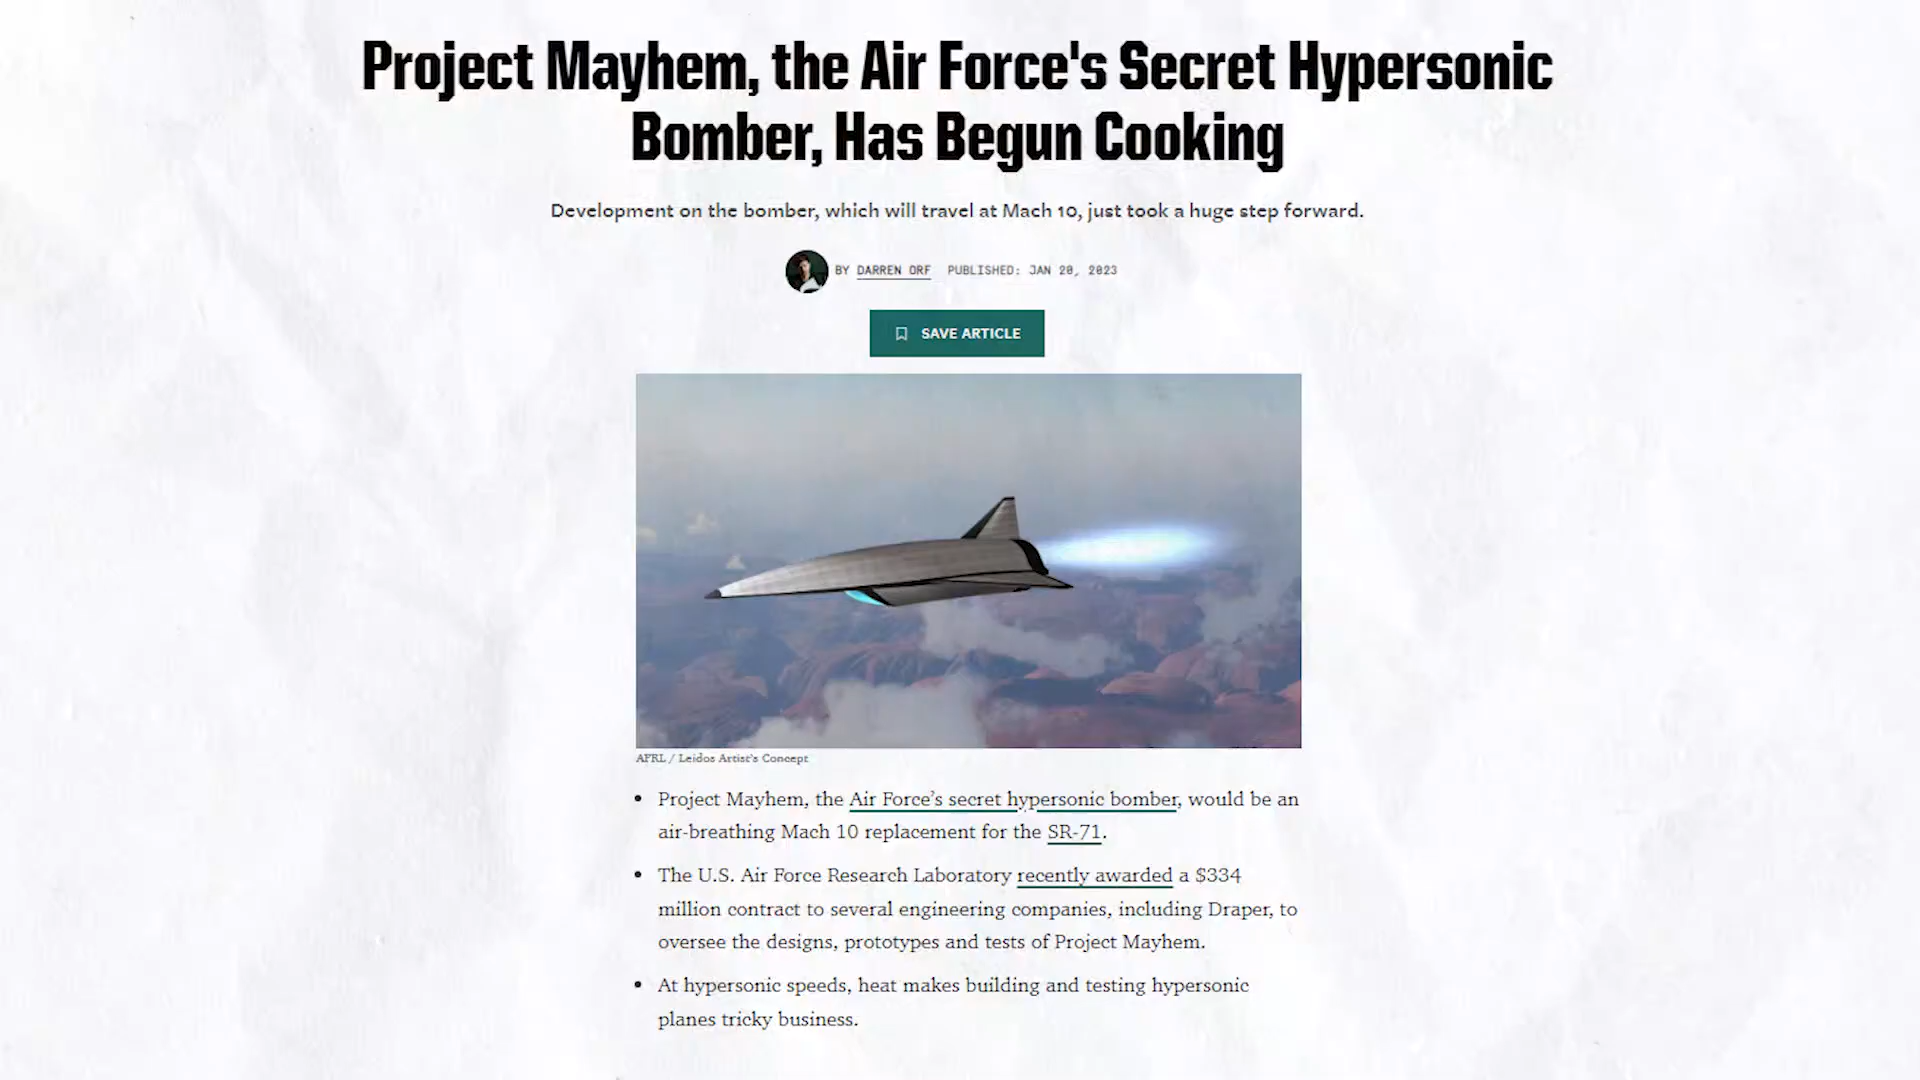 Project Mayhem, the Air Force's Secret Hypersonic
Bomber, Has Begun Cooking
Development on the bomber, which will travel at Mach 10, just took a huge step forward.
BY DARREN ORF PUBLISHED: JAN 20, 2023
SAVE ARTICLE
AFRL / Leidos Artist's Concept
• Project Mayhem, the Air Force's secret hypersonic bomber, would be an
air-breathing Mach 10 replacement for the SR-71.
• The U.S. Air Force Research Laboratory recently awarded a $334
million contract to several engineering companies, including Draper, to
oversee the designs, prototypes and tests of Project Mayhem.
• At hypersonic speeds, heat makes building and testing hypersonic
planes tricky business.